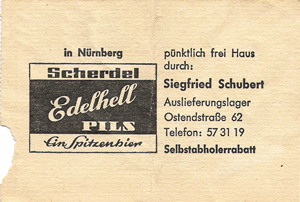 in Nürnberg
Scherdel
Edelhell
PILS
Ein Spitzenbier
pünktlich frei Haus
durch:
Siegfried Schubert
Auslieferungslager
Ostendstraße 62
Telefon: 57 31 19
Selbstabholerrabatt